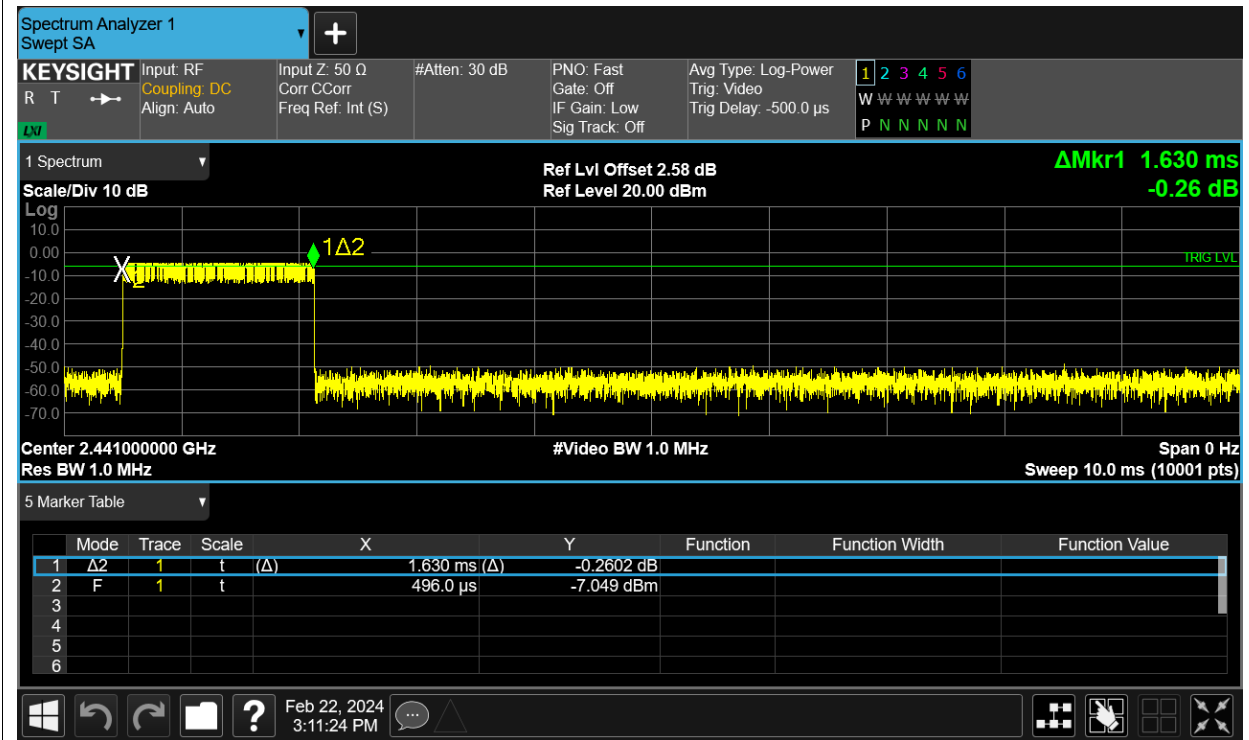 Spectrum Analyzer 1
Swept SA
KEYSIGHT
R T
LXI
Input: RF
Coupling: DC
Align: Auto
Input Z: 50 Ω
Corr CCorr
Freq Ref: Int (S)
#Atten: 30 dB
PNO: Fast
Gate: Off
IF Gain: Low
Sig Track: Off
Avg Type: Log-Power
Trig: Video
Trig Delay: -500.0 µs
1 2 3 4 5 6
W W W W W W
P N N N N N
1 Spectrum
Scale/Div 10 dB
Ref Lvl Offset 2.58 dB
Ref Level 20.00 dBm
ΔMkr1 1.630 ms
-0.26 dB
Log
10.0
0.00
-10.0
-20.0
-30.0
-40.0
-50.0
-60.0
-70.0
X
2
1Δ2
TRIG LVL
Center 2.441000000 GHz
Res BW 1.0 MHz
#Video BW 1.0 MHz
Span 0 Hz
Sweep 10.0 ms (10001 pts)
5 Marker Table
Mode Trace Scale X Y Function Function Width Function Value
1 Δ2 1 t (Δ) 1.630 ms (Δ) -0.2602 dB
2 F 1 t 496.0 µs -7.049 dBm
3
4
5
6
?
Feb 22, 2024
3:11:24 PM